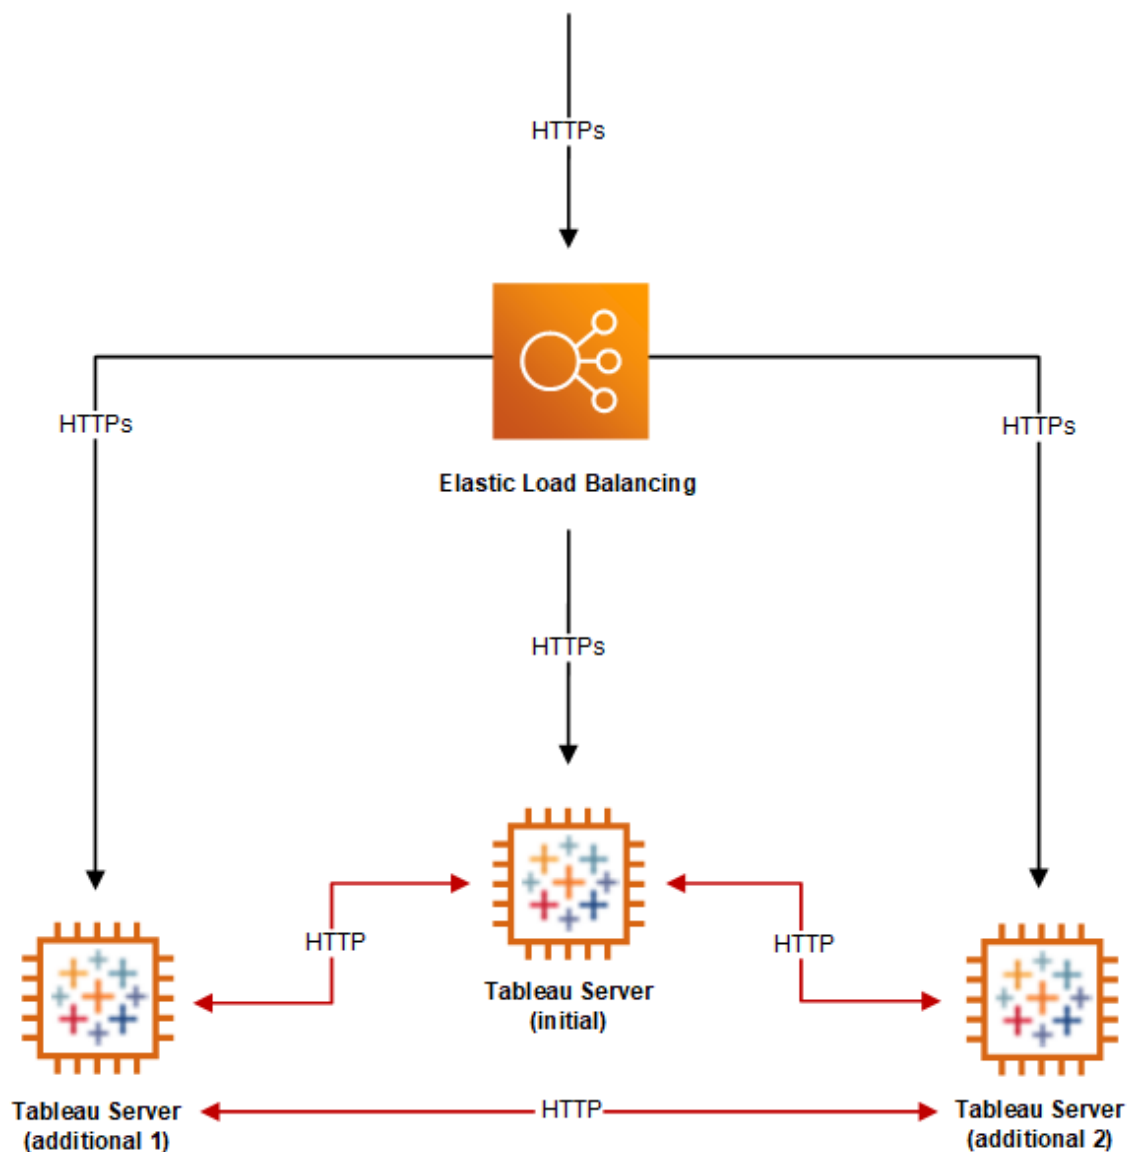 HTTPs
HTTPs
HTTPs
Elastic Load Balancing
HTTPs
HTTP
HTTP
Tableau Server
(initial)
Tableau Server
(additional 1)
HTTP
Tableau Server
(additional 2)